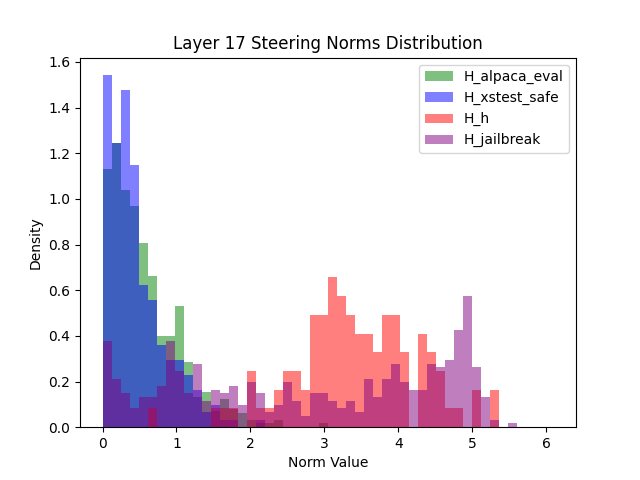 Layer 17 Steering Norms Distribution
H_alpaca_eval
H_xstest_safe
H_h
H_jailbreak
1.6
1.4
1.2
1.0
0.8
0.6
0.4
0.2
0.0
Density
0 1 2 3 4 5 6
Norm Value